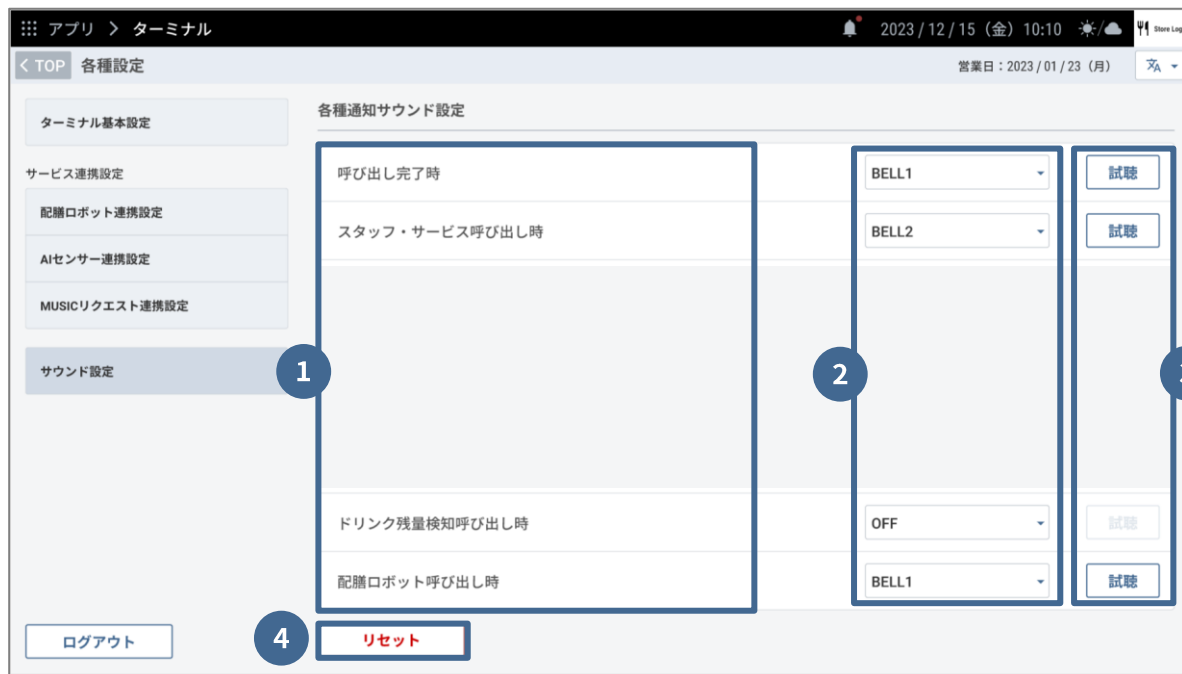 アプリ > ターミナル 2023 / 12 / 15（金）10:10 Store Log
< TOP 各種設定 営業日：2023 / 01 / 23（月）
ターミナル基本設定
サービス連携設定
配膳ロボット連携設定
AIセンサー連携設定
MUSICリクエスト連携設定
サウンド設定
ログアウト
各種通知サウンド設定
呼び出し完了時 BELL1 試聴
スタッフ・サービス呼び出し時 BELL2 試聴
1 2
ドリンク残量検知呼び出し時 OFF 試聴
配膳ロボット呼び出し時 BELL1 試聴
4 リセット